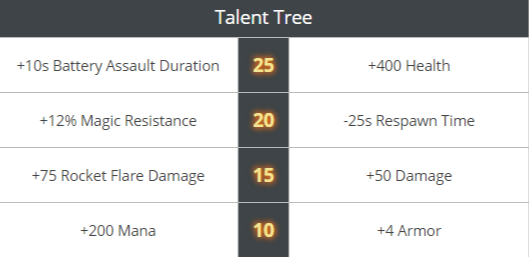 Talent Tree
+10s Battery Assault Duration 25 +400 Health
+12% Magic Resistance 20 -25s Respawn Time
+75 Rocket Flare Damage 15 +50 Damage
+200 Mana 10 +4 Armor